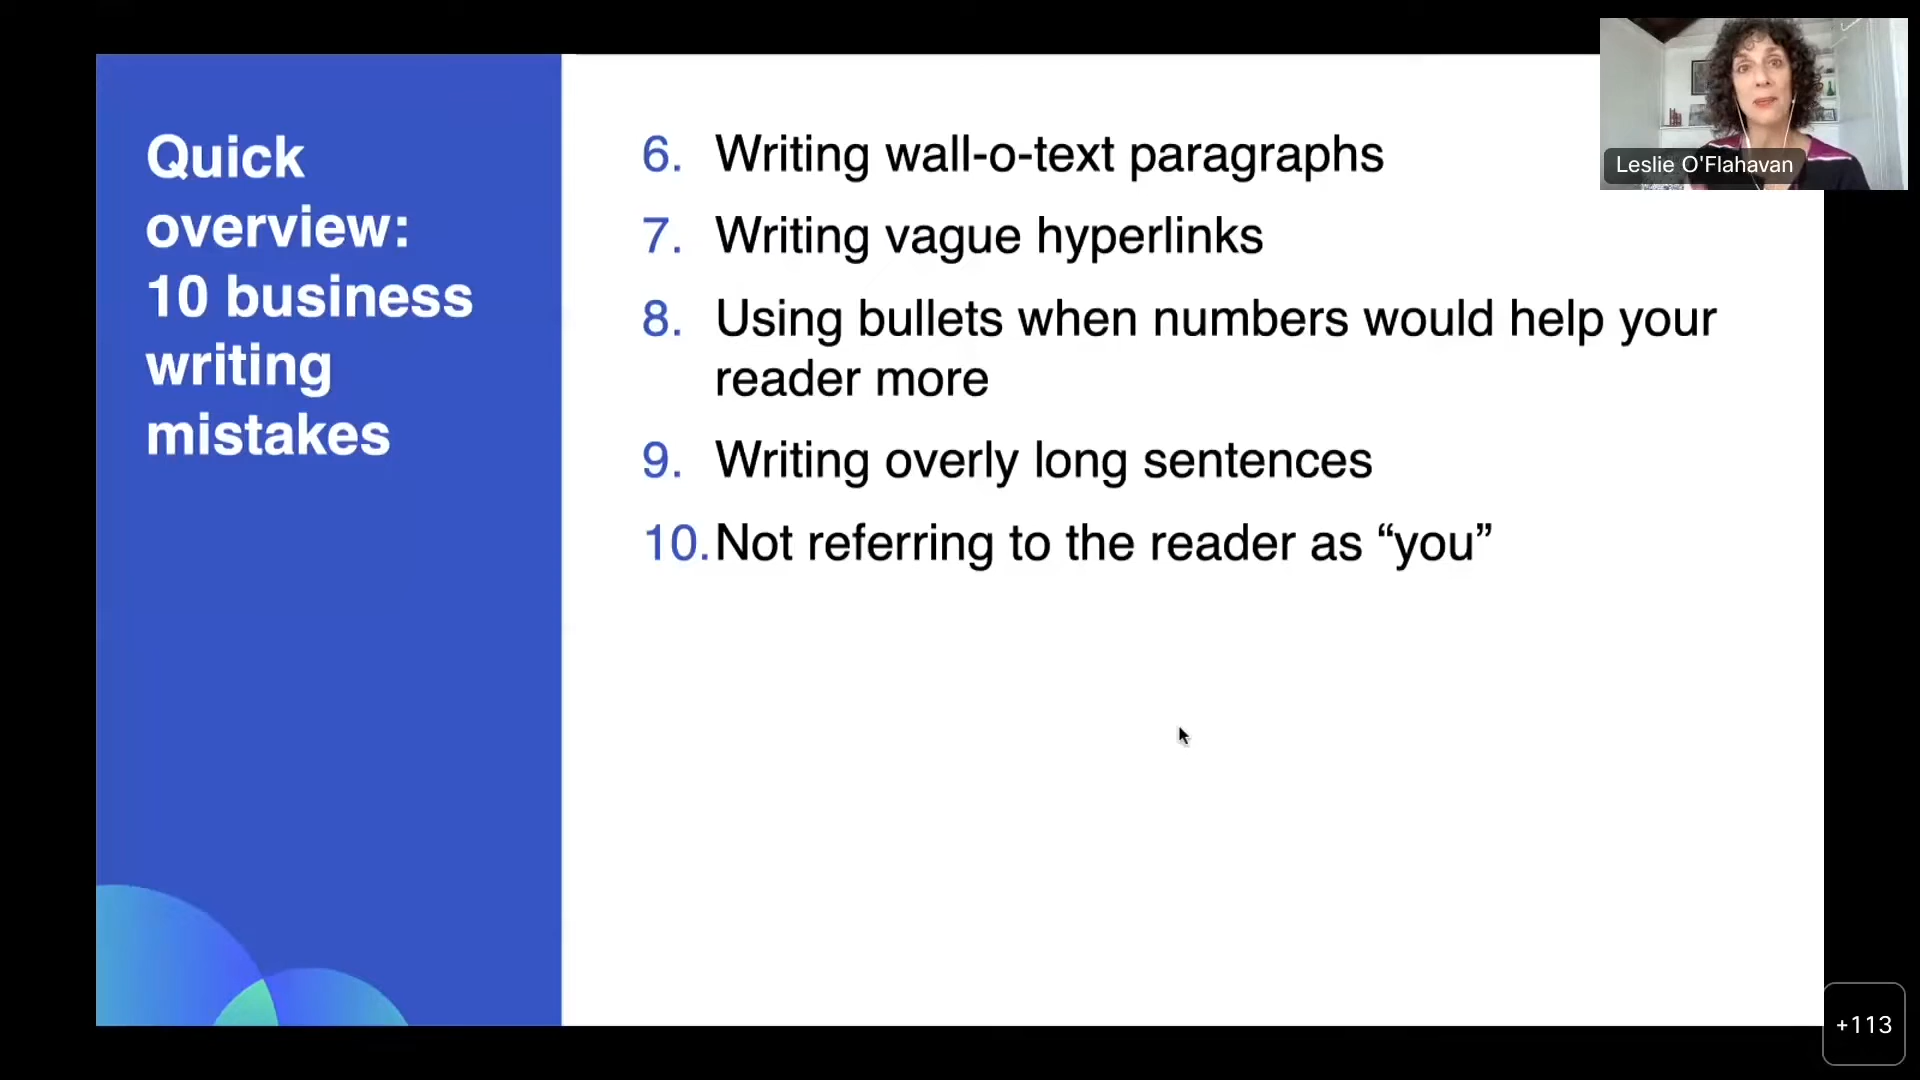 Quick
overview:
10 business
writing
mistakes
6. Writing wall-o-text paragraphs
7. Writing vague hyperlinks
8. Using bullets when numbers would help your
reader more
9. Writing overly long sentences
10. Not referring to the reader as “you”
Leslie O'Flahavan
+113